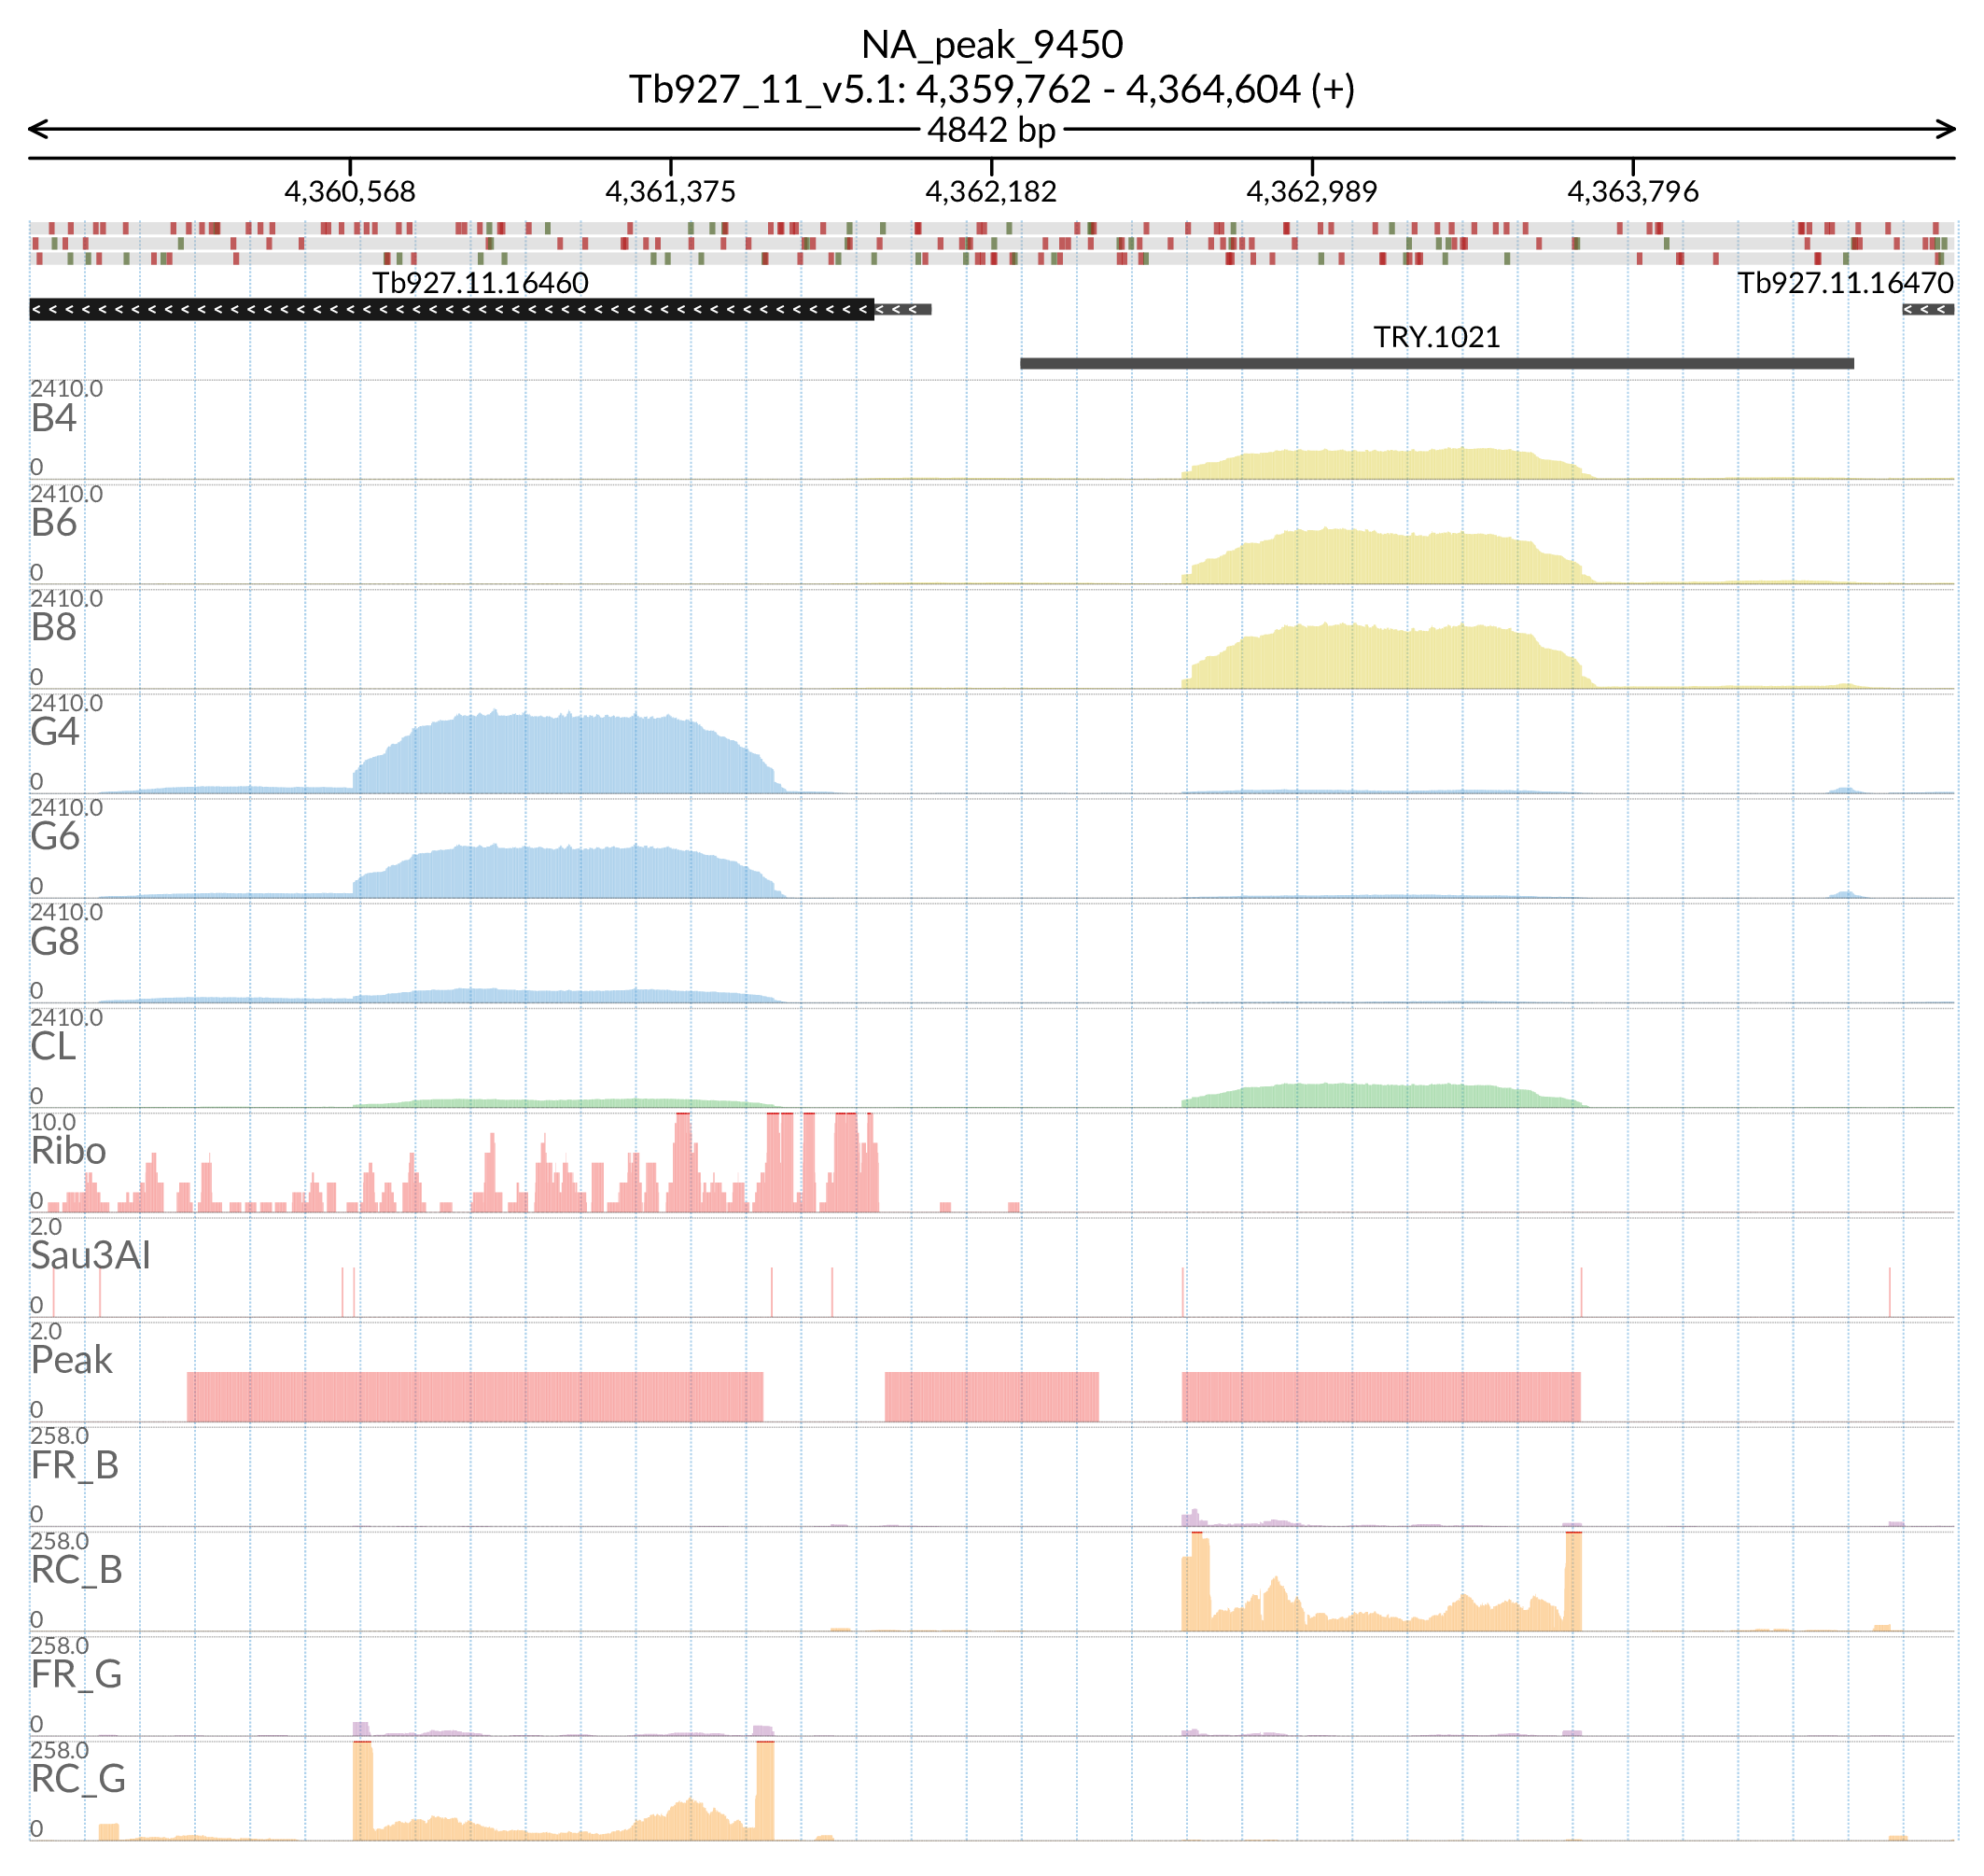 NA_peak_9450
Tb927_11_v5.1: 4,359,762 - 4,364,604 (+)
4842 bp
4,360,568 4,361,375 4,362,182 4,362,989 4,363,796
Tb927.11.16460 Tb927.11.16470
TRY.1021
2410.0
B4
0
2410.0
B6
0
2410.0
B8
0
2410.0
G4
0
2410.0
G6
0
2410.0
G8
0
2410.0
CL
0
10.0
Ribo
0
2.0
Sau3AI
0
2.0
Peak
0
258.0
FR_B
0
258.0
RC_B
0
258.0
FR_G
0
258.0
RC_G
0